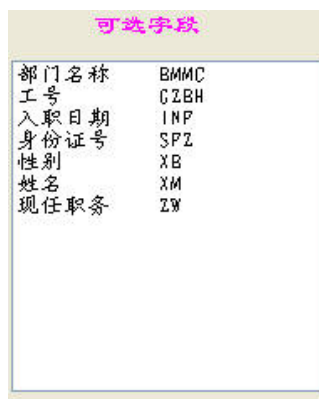 可选字段
部门名称 BMMC
工号 GZBH
入职日期 INF
身份证号 SFZ
性别 XB
姓名 XM
现任职务 ZW